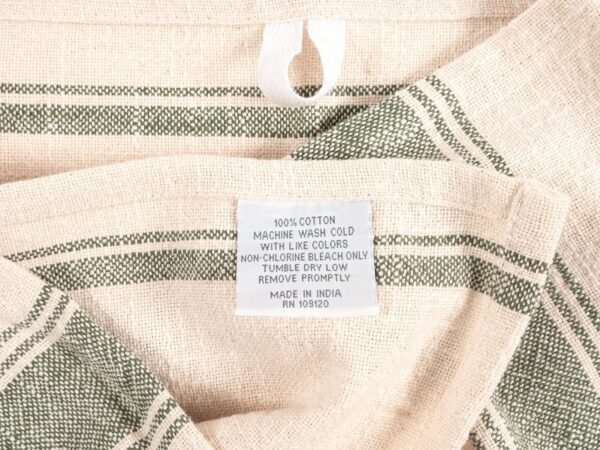 100% COTTON
MACHINE WASH COLD
WITH LIKE COLORS
NON-CHLORINE BLEACH ONLY
TUMBLE DRY LOW
REMOVE PROMPTLY
MADE IN INDIA
RN 109120